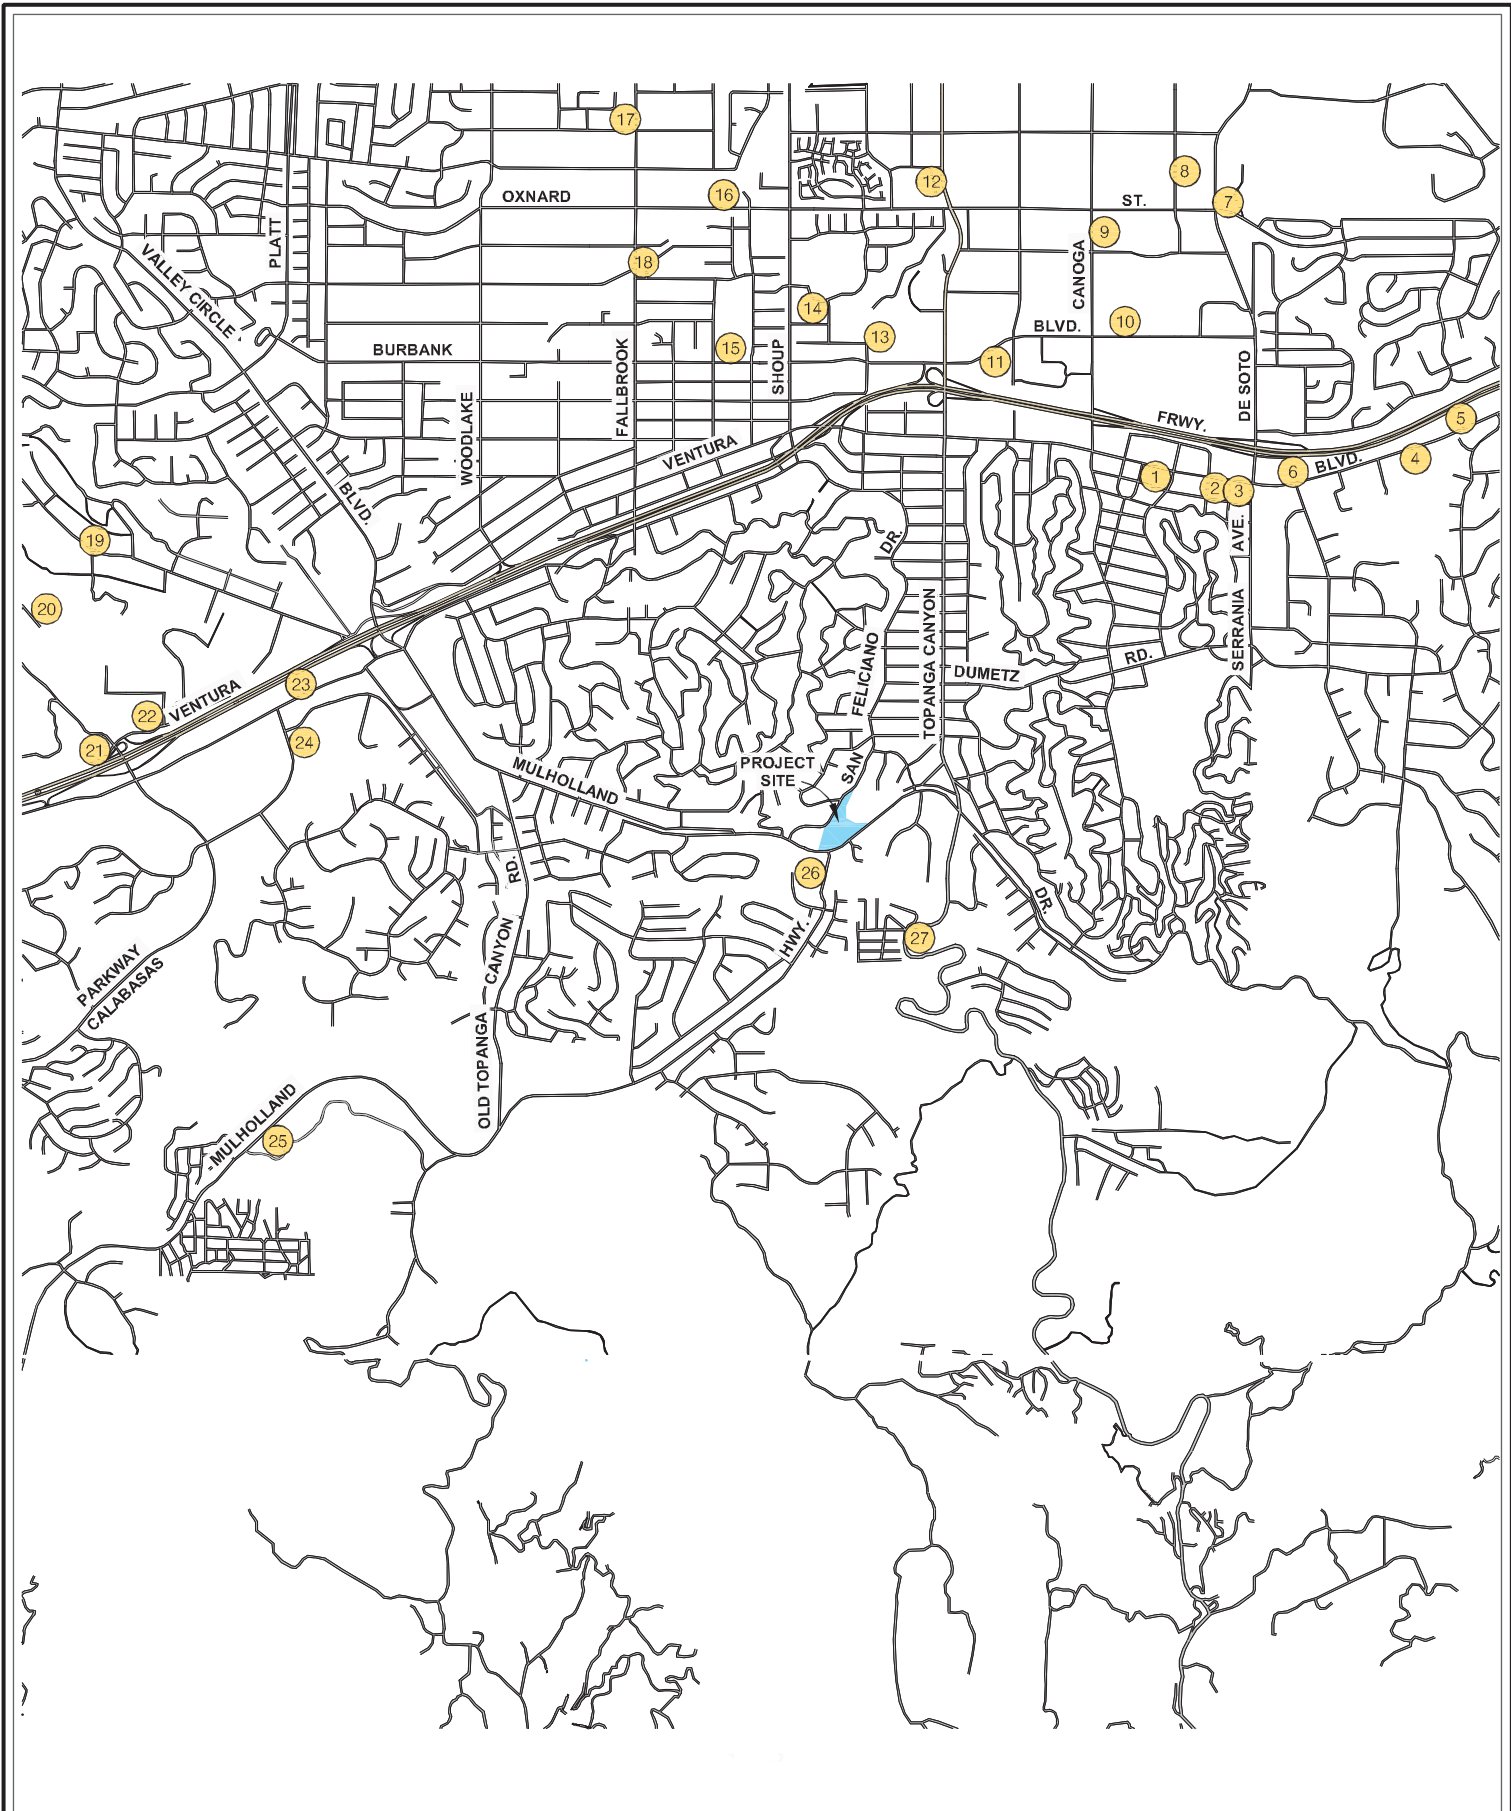 17
8
12
16
OXNARD
ST.
7
PLATT
9
18
VALLEY CIRCLE
CANOGA
14
10
BLVD.
13
15
BURBANK
11
SHOUP
FALLBROOK
DE SOTO
WOODLAKE
5
FRWY.
VENTURA
4
BLVD.
6
1
2
3
BLVD.
19
DR.
AVE.
20
TOPANGA CANYON
SERRANIA
FELICIANO
RD.
DUMETZ
23
VENTURA
22
21
24
SAN
MULHOLLAND
PROJECT
SITE
26
RD.
DR.
27
HWY.
CANYON
PARKWAY
CALABASAS
OLD TOPANGA
MULHOLLAND
25